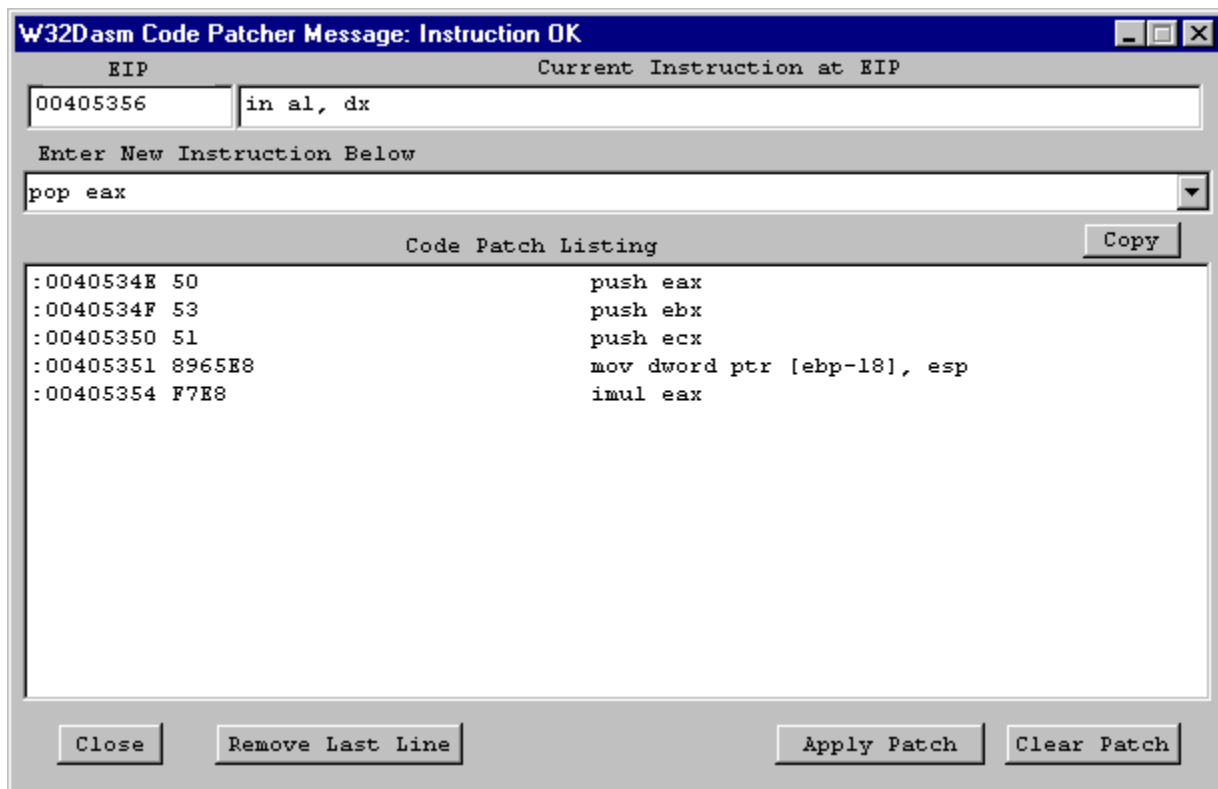 W32Dasm Code Patcher Message: Instruction OK
EIP Current Instruction at EIP
00405356 in al, dx
Enter New Instruction Below
pop eax
Code Patch Listing Copy
:0040534E 50 push eax
:0040534F 53 push ebx
:00405350 51 push ecx
:00405351 8965E8 mov dword ptr [ebp-18], esp
:00405354 F7E8 imul eax
Close Remove Last Line Apply Patch Clear Patch